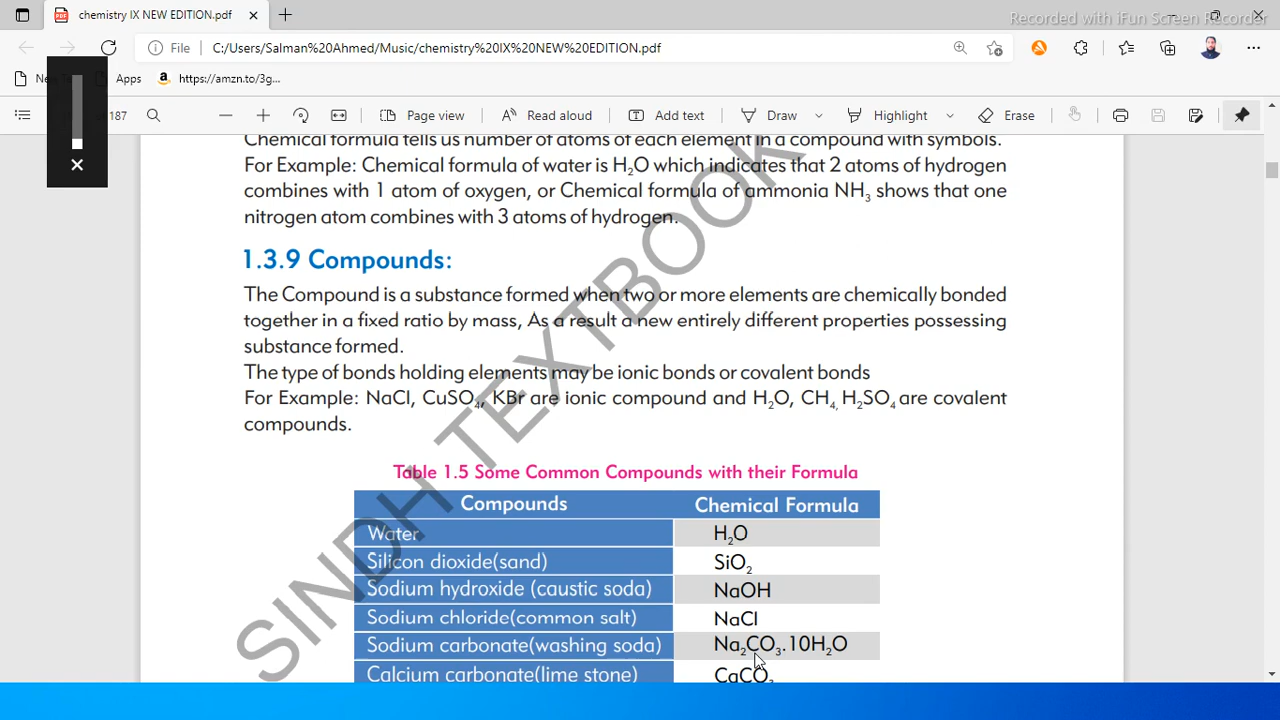 chemistry IX NEW EDITION.pdf
Recorded with iFun Screen Recorder
File C:/Users/Salman%20Ahmed/Music/chemistry%20IX%20NEW%20EDITION.pdf
Apps https://amzn.to/3g...
187 Page view Read aloud Add text Draw Highlight Erase
Chemical formula tells us number of atoms of each element in a compound with symbols.
For Example: Chemical formula of water is H₂O which indicates that 2 atoms of hydrogen
combines with 1 atom of oxygen, or Chemical formula of ammonia NH₃ shows that one
nitrogen atom combines with 3 atoms of hydrogen.
1.3.9 Compounds:
The Compound is a substance formed when two or more elements are chemically bonded
together in a fixed ratio by mass, As a result a new entirely different properties possessing
substance formed.
The type of bonds holding elements may be ionic bonds or covalent bonds
For Example: NaCl, CuSO₄, KBr are ionic compound and H₂O, CH₄, H₂SO₄ are covalent
compounds.
Table 1.5 Some Common Compounds with their Formula
Compounds Chemical Formula
Water H₂O
Silicon dioxide(sand) SiO₂
Sodium hydroxide (caustic soda) NaOH
Sodium chloride(common salt) NaCl
Sodium carbonate(washing soda) Na₂CO₃.10H₂O
Calcium carbonate(lime stone) CaCO₃
SINDH TEXTBOOK